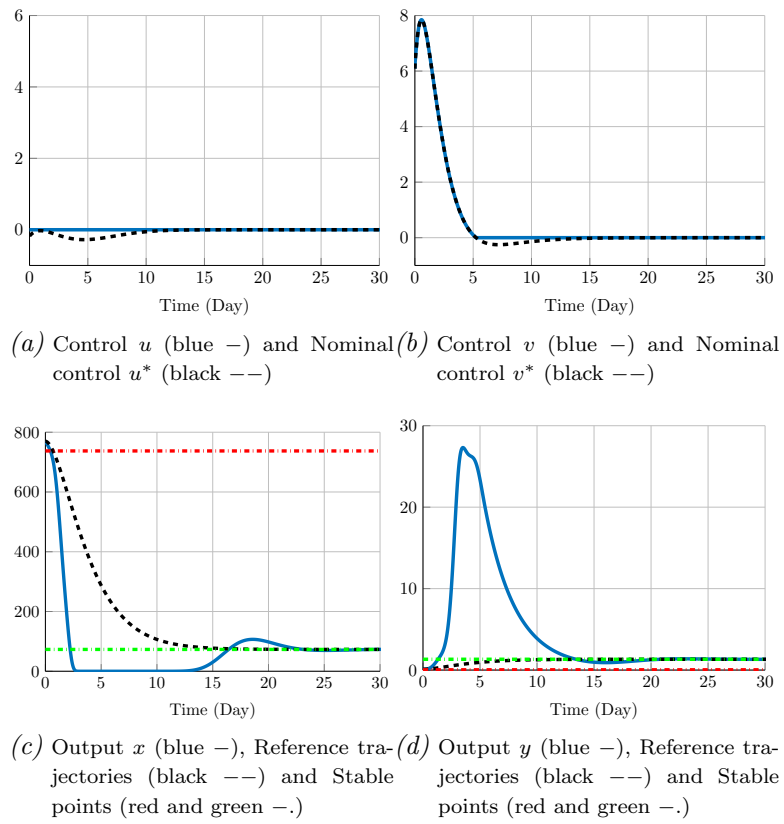 6
4
2
0
0 5 10 15 20 25 30
Time (Day)
(a) Control u (blue −) and Nominal
control u* (black −−)
8
6
4
2
0
0 5 10 15 20 25 30
Time (Day)
(b) Control v (blue −) and Nominal
control v* (black −−)
800
600
400
200
0
0 5 10 15 20 25 30
Time (Day)
(c) Output x (blue −), Reference tra-
jectories (black −−) and Stable
points (red and green −.)
30
20
10
0
0 5 10 15 20 25 30
Time (Day)
(d) Output y (blue −), Reference tra-
jectories (black −−) and Stable
points (red and green −.)